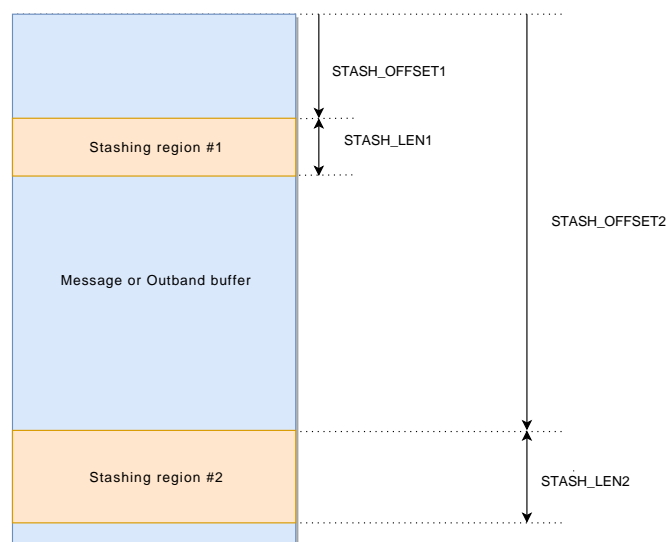 STASH_OFFSET1
Stashing region #1
STASH_LEN1
STASH_OFFSET2
Message or Outband buffer
Stashing region #2
STASH_LEN2